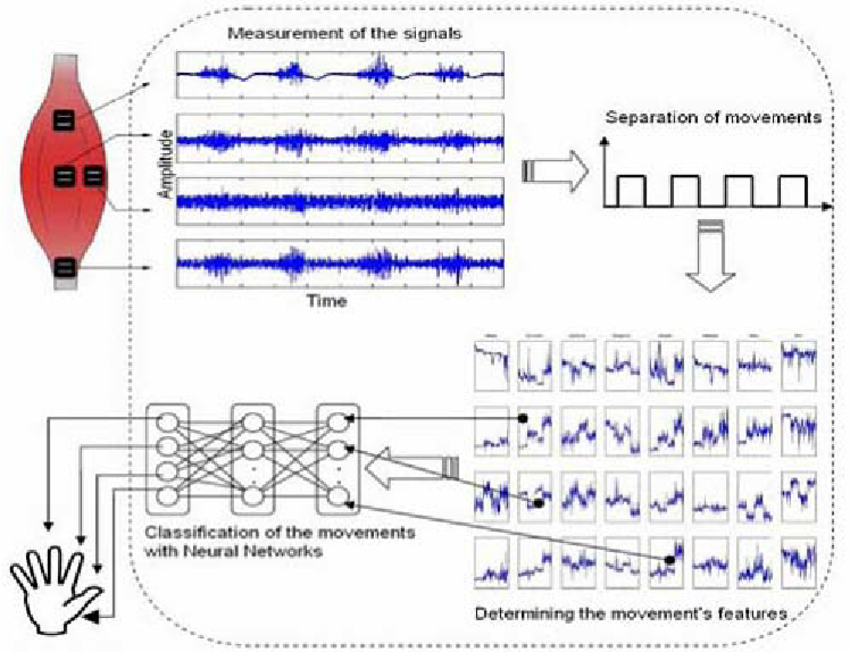 Measurement of the signals
Amplitude
Time
Separation of movements
Determining the movement's features
Classification of the movements
with Neural Networks